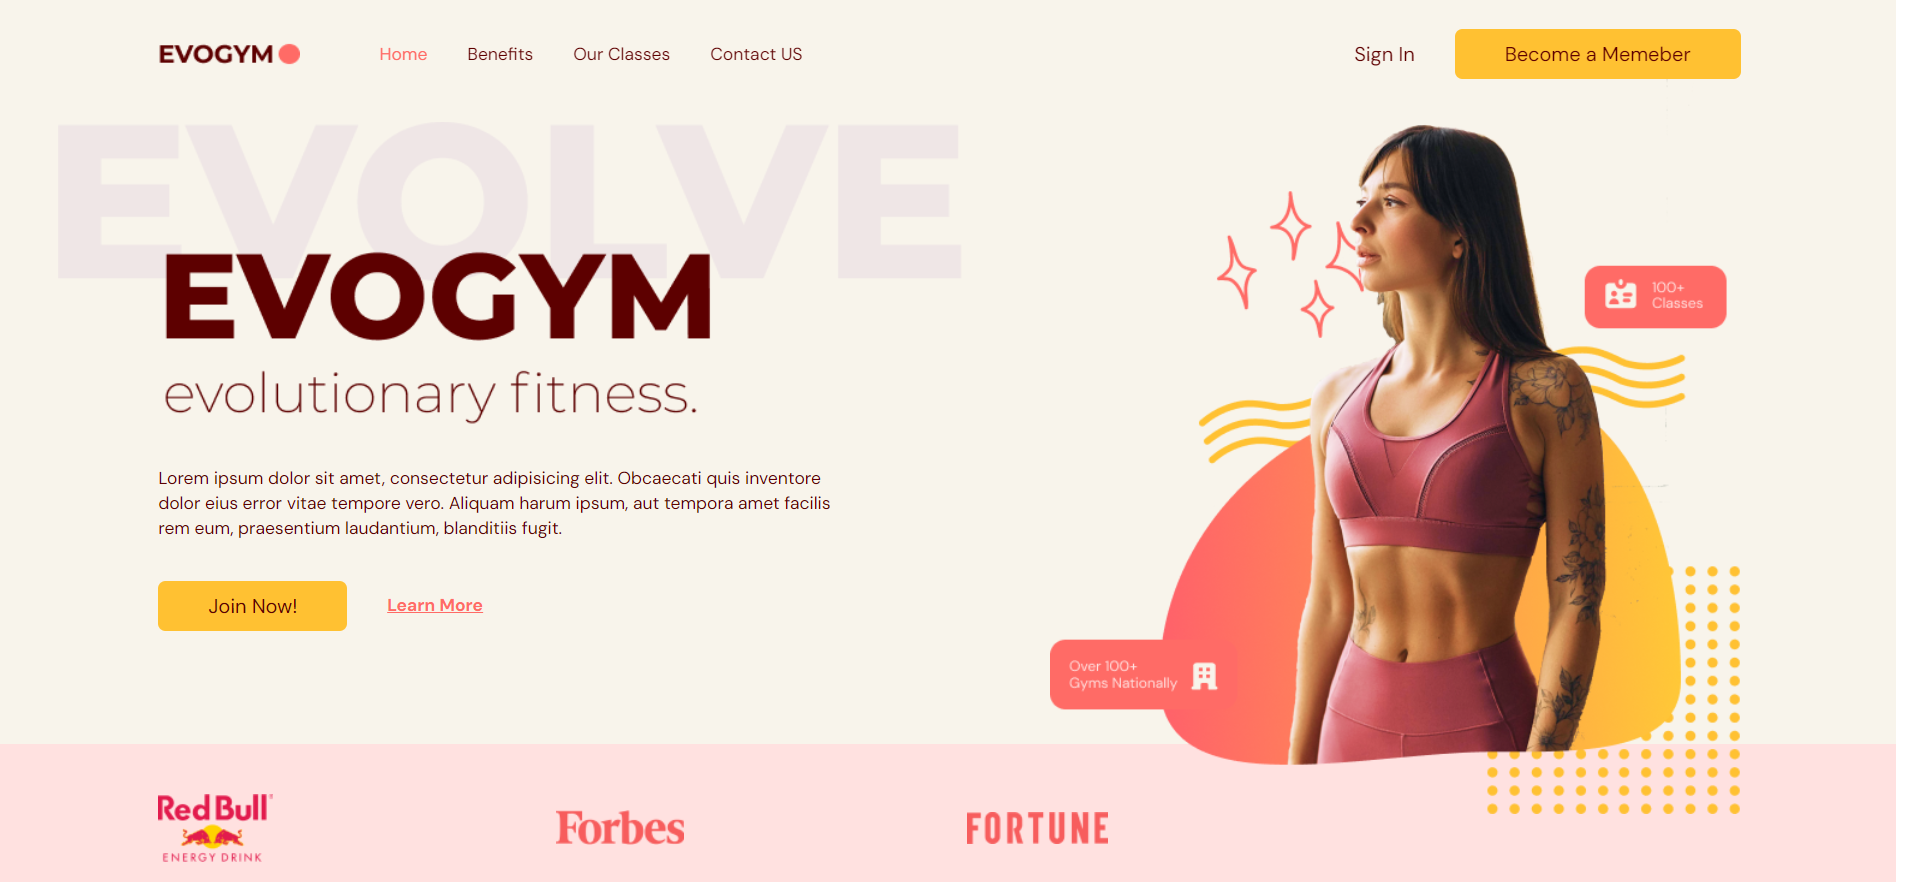 EVOGYM
Home
Benefits
Our Classes
Contact US
Sign In
Become a Memeber
EVOLVE
EVOGYM
evolutionary fitness.
Lorem ipsum dolor sit amet, consectetur adipisicing elit. Obcaecati quis inventore
dolor eius error vitae tempore vero. Aliquam harum ipsum, aut tempora amet facilis
rem eum, praesentium laudantium, blanditiis fugit.
Join Now!
Learn More
100+
Classes
Over 100+
Gyms Nationally
Red Bull
ENERGY DRINK
Forbes
FORTUNE